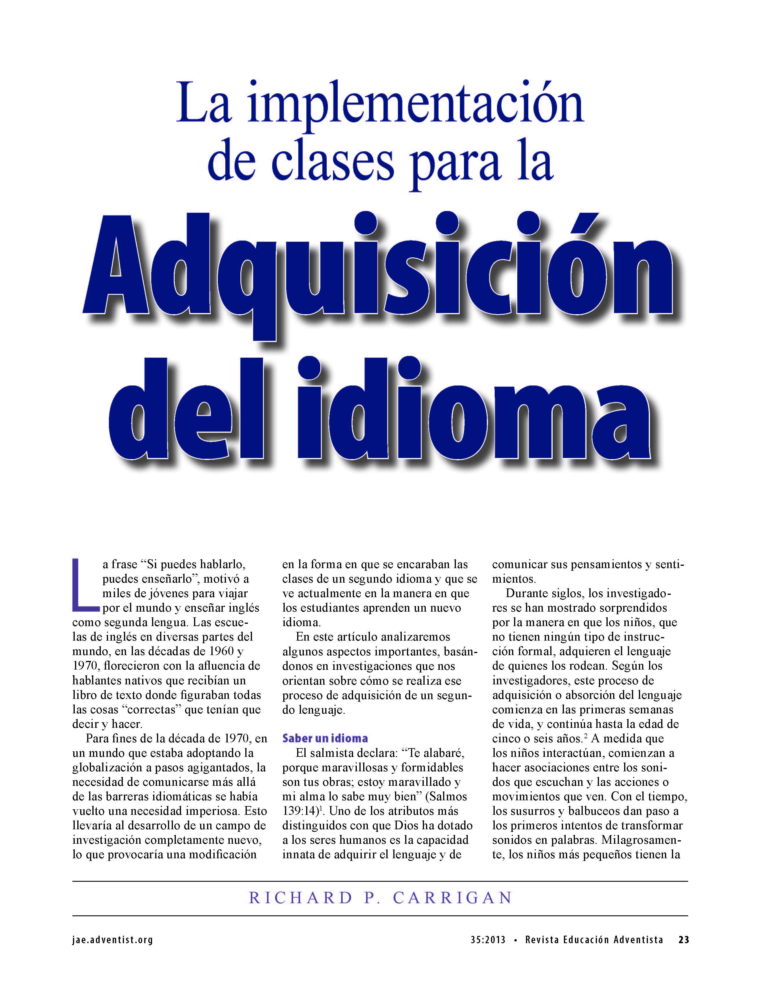 La implementación
de clases para la
Adquisición
del idioma
La frase “Si puedes hablarlo,
puedes enseñarlo”, motivó a
miles de jóvenes para viajar
por el mundo y enseñar inglés
como segunda lengua. Las escue-
las de inglés en diversas partes del
mundo, en las décadas de 1960 y
1970, florecieron con la afluencia de
hablantes nativos que recibían un
libro de texto donde figuraban todas
las cosas “correctas” que tenían que
decir y hacer.
Para fines de la década de 1970, en
un mundo que estaba adoptando la
globalización a pasos agigantados, la
necesidad de comunicarse más allá
de las barreras idiomáticas se había
vuelto una necesidad imperiosa. Esto
llevaría al desarrollo de un campo de
investigación completamente nuevo,
lo que provocaría una modificación
en la forma en que se encaraban las
clases de un segundo idioma y que se
ve actualmente en la manera en que
los estudiantes aprenden un nuevo
idioma.
En este artículo analizaremos
algunos aspectos importantes, basán-
donos en investigaciones que nos
orientan sobre cómo se realiza ese
proceso de adquisición de un segun-
do lenguaje.
Saber un idioma
El salmista declara: “Te alabaré,
porque maravillosas y formidables
son tus obras; estoy maravillado y
mi alma lo sabe muy bien” (Salmos
139:14)¹. Uno de los atributos más
distinguidos con que Dios ha dotado
a los seres humanos es la capacidad
innata de adquirir el lenguaje y de
comunicar sus pensamientos y senti-
mientos.
Durante siglos, los investigado-
res se han mostrado sorprendidos
por la manera en que los niños, que
no tienen ningún tipo de instruc-
ción formal, adquieren el lenguaje
de quienes los rodean. Según los
investigadores, este proceso de
adquisición o absorción del lenguaje
comienza en las primeras semanas
de vida, y continúa hasta la edad de
cinco o seis años.² A medida que
los niños interactúan, comienzan a
hacer asociaciones entre los soni-
dos que escuchan y las acciones o
movimientos que ven. Con el tiempo,
los susurros y balbuceos dan paso a
los primeros intentos de transformar
sonidos en palabras. Milagrosamen-
te, los niños más pequeños tienen la
RICHARD P. CARRIGAN
jae.adventist.org
35:2013 • Revista Educación Adventista 23